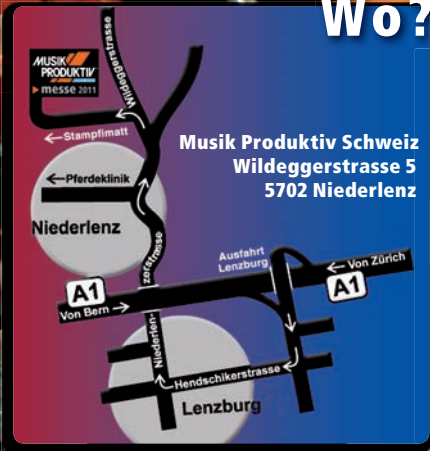 Wo?
MUSIK
PRODUKTIV
messe 2011
Wildeggerstrasse
←Stampfimatt
←Pferdeklinik
Niederlenz
Musik Produktiv Schweiz
Wildeggerstrasse 5
5702 Niederlenz
Ausfahrt
Lenzburg
← Von Zürich
A1
A1
Von Bern →
Niederlen-
zerstrasse
Hendschikerstrasse
Lenzburg